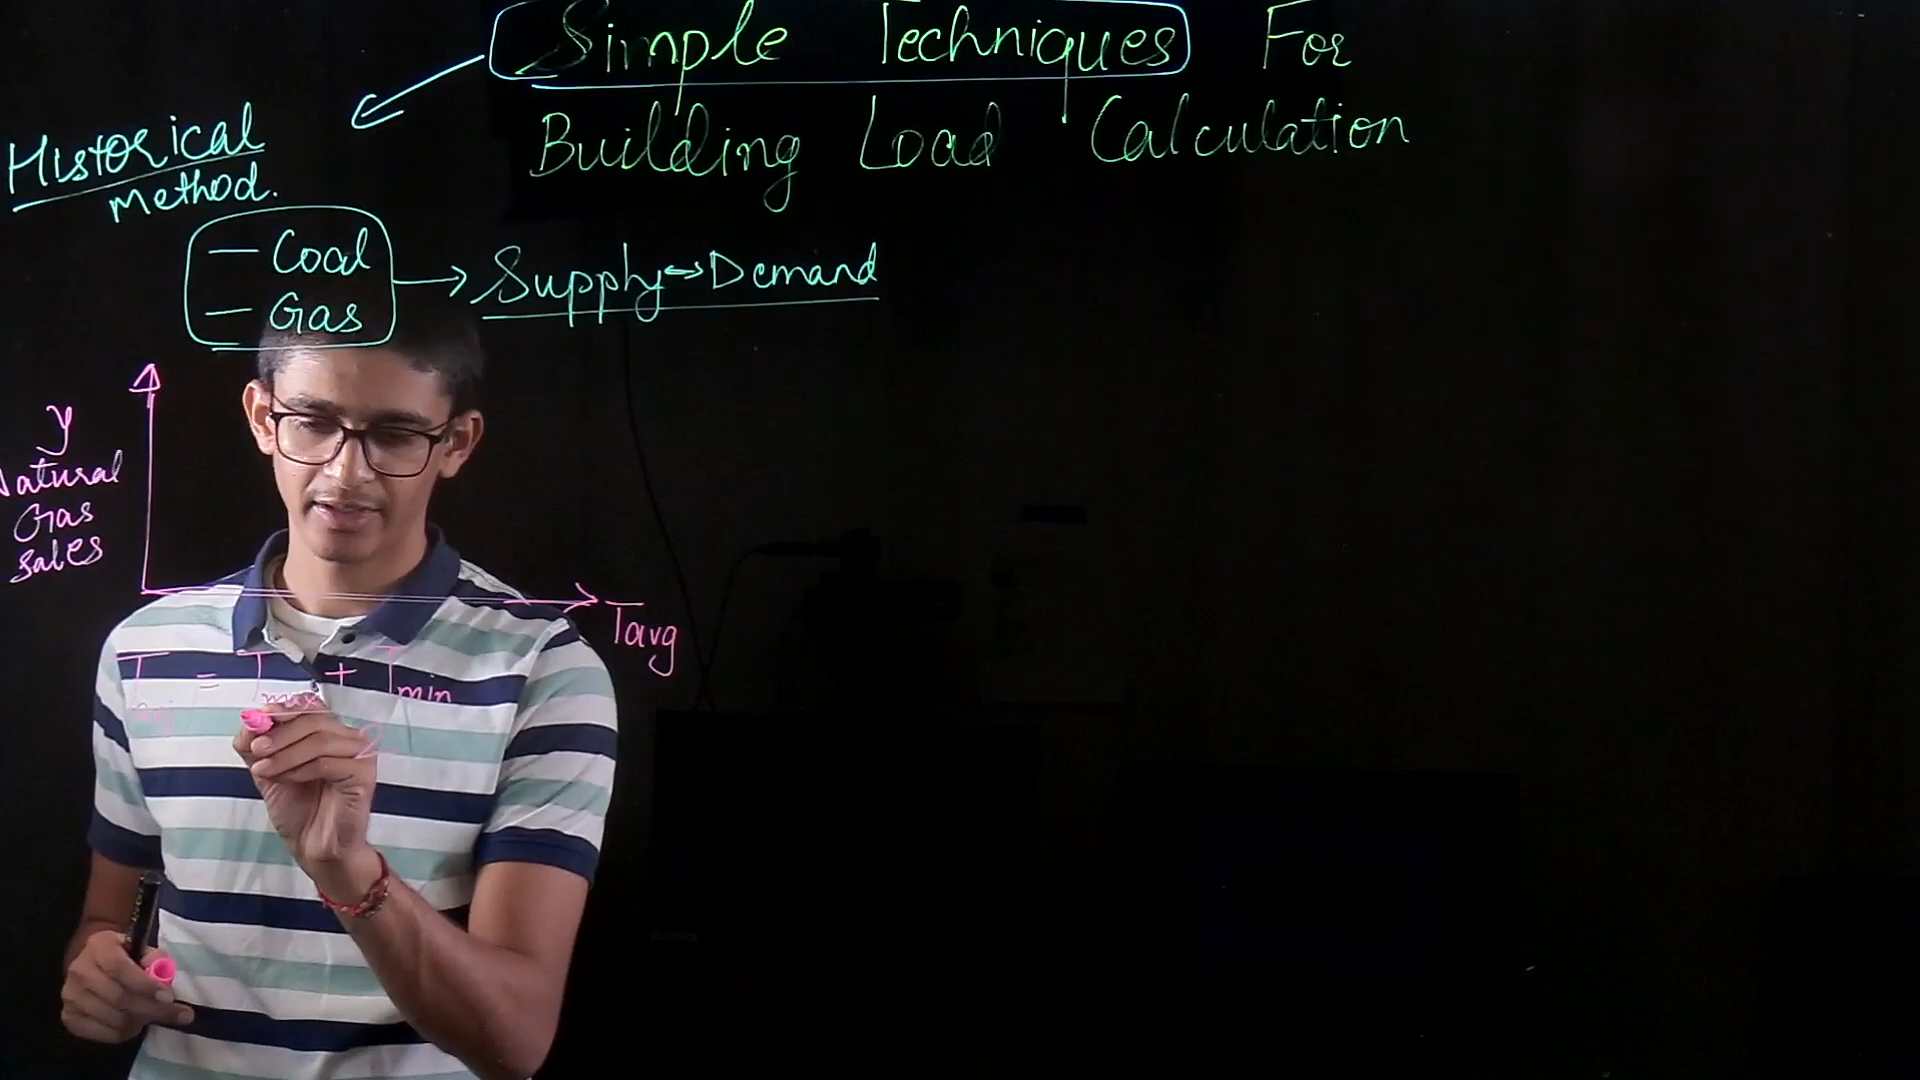 Simple Techniques For
Building Load Calculation
Historical
Method.
— Coal
— Gas
→ Supply ↔ Demand
y
Natural
Gas
Sales
Tavg
Tavg = Tmax + Tmin
2